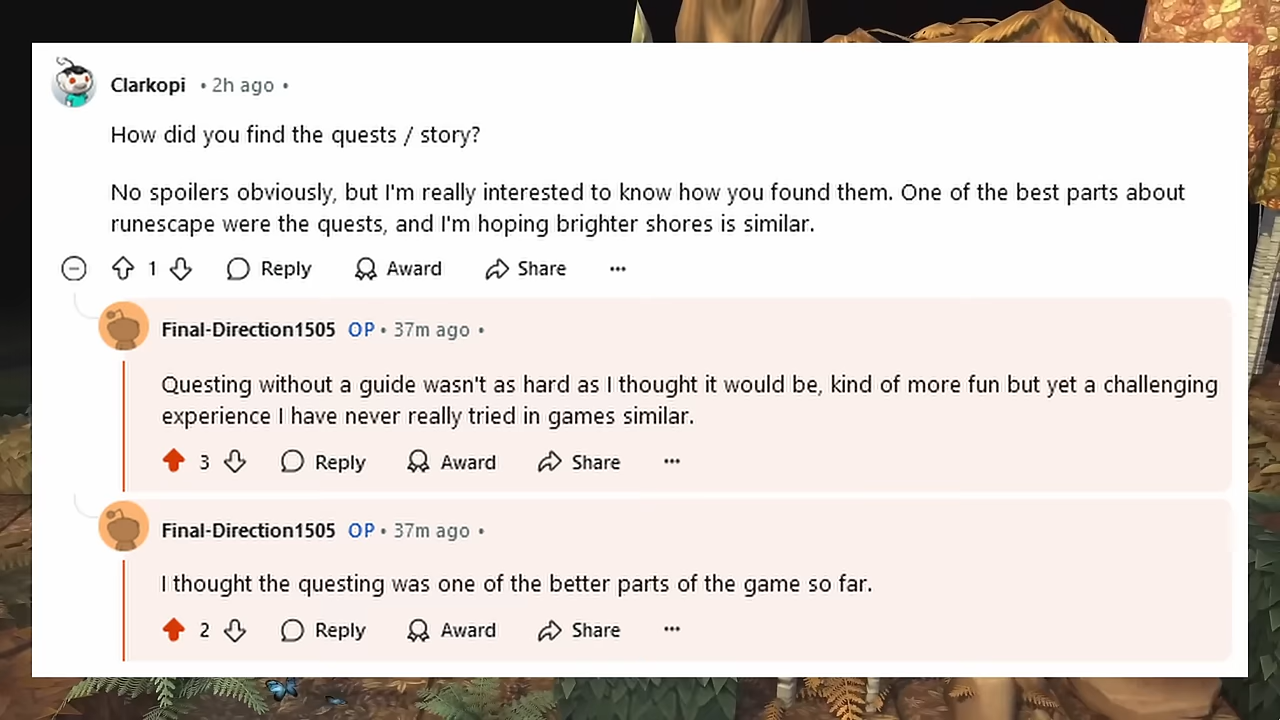 Clarkopi • 2h ago •
How did you find the quests / story?
No spoilers obviously, but I'm really interested to know how you found them. One of the best parts about
runescape were the quests, and I'm hoping brighter shores is similar.
1 Reply Award Share ...
Final-Direction1505 OP • 37m ago •
Questing without a guide wasn't as hard as I thought it would be, kind of more fun but yet a challenging
experience I have never really tried in games similar.
3 Reply Award Share ...
Final-Direction1505 OP • 37m ago •
I thought the questing was one of the better parts of the game so far.
2 Reply Award Share ...